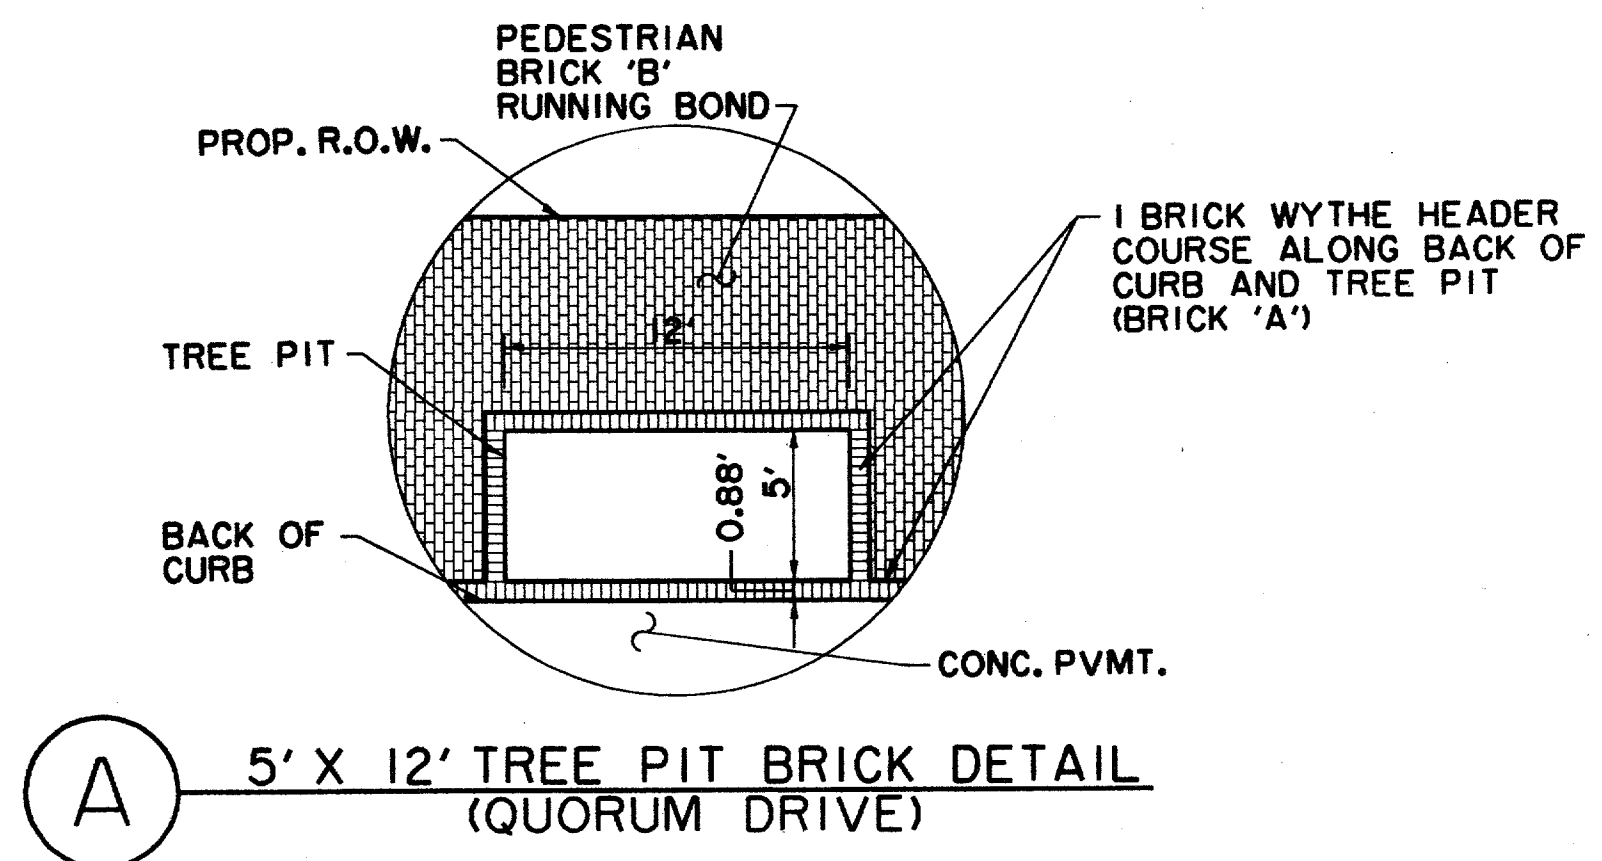 PEDESTRIAN
BRICK 'B'
RUNNING BOND
PROP. R.O.W.
1 BRICK WYTHE HEADER
COURSE ALONG BACK OF
CURB AND TREE PIT
(BRICK 'A')
12'
TREE PIT
0.88'
5'
BACK OF
CURB
CONC. PVMT.
A
5' X 12' TREE PIT BRICK DETAIL
(QUORUM DRIVE)